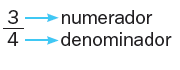 3 → numerador
4 → denominador